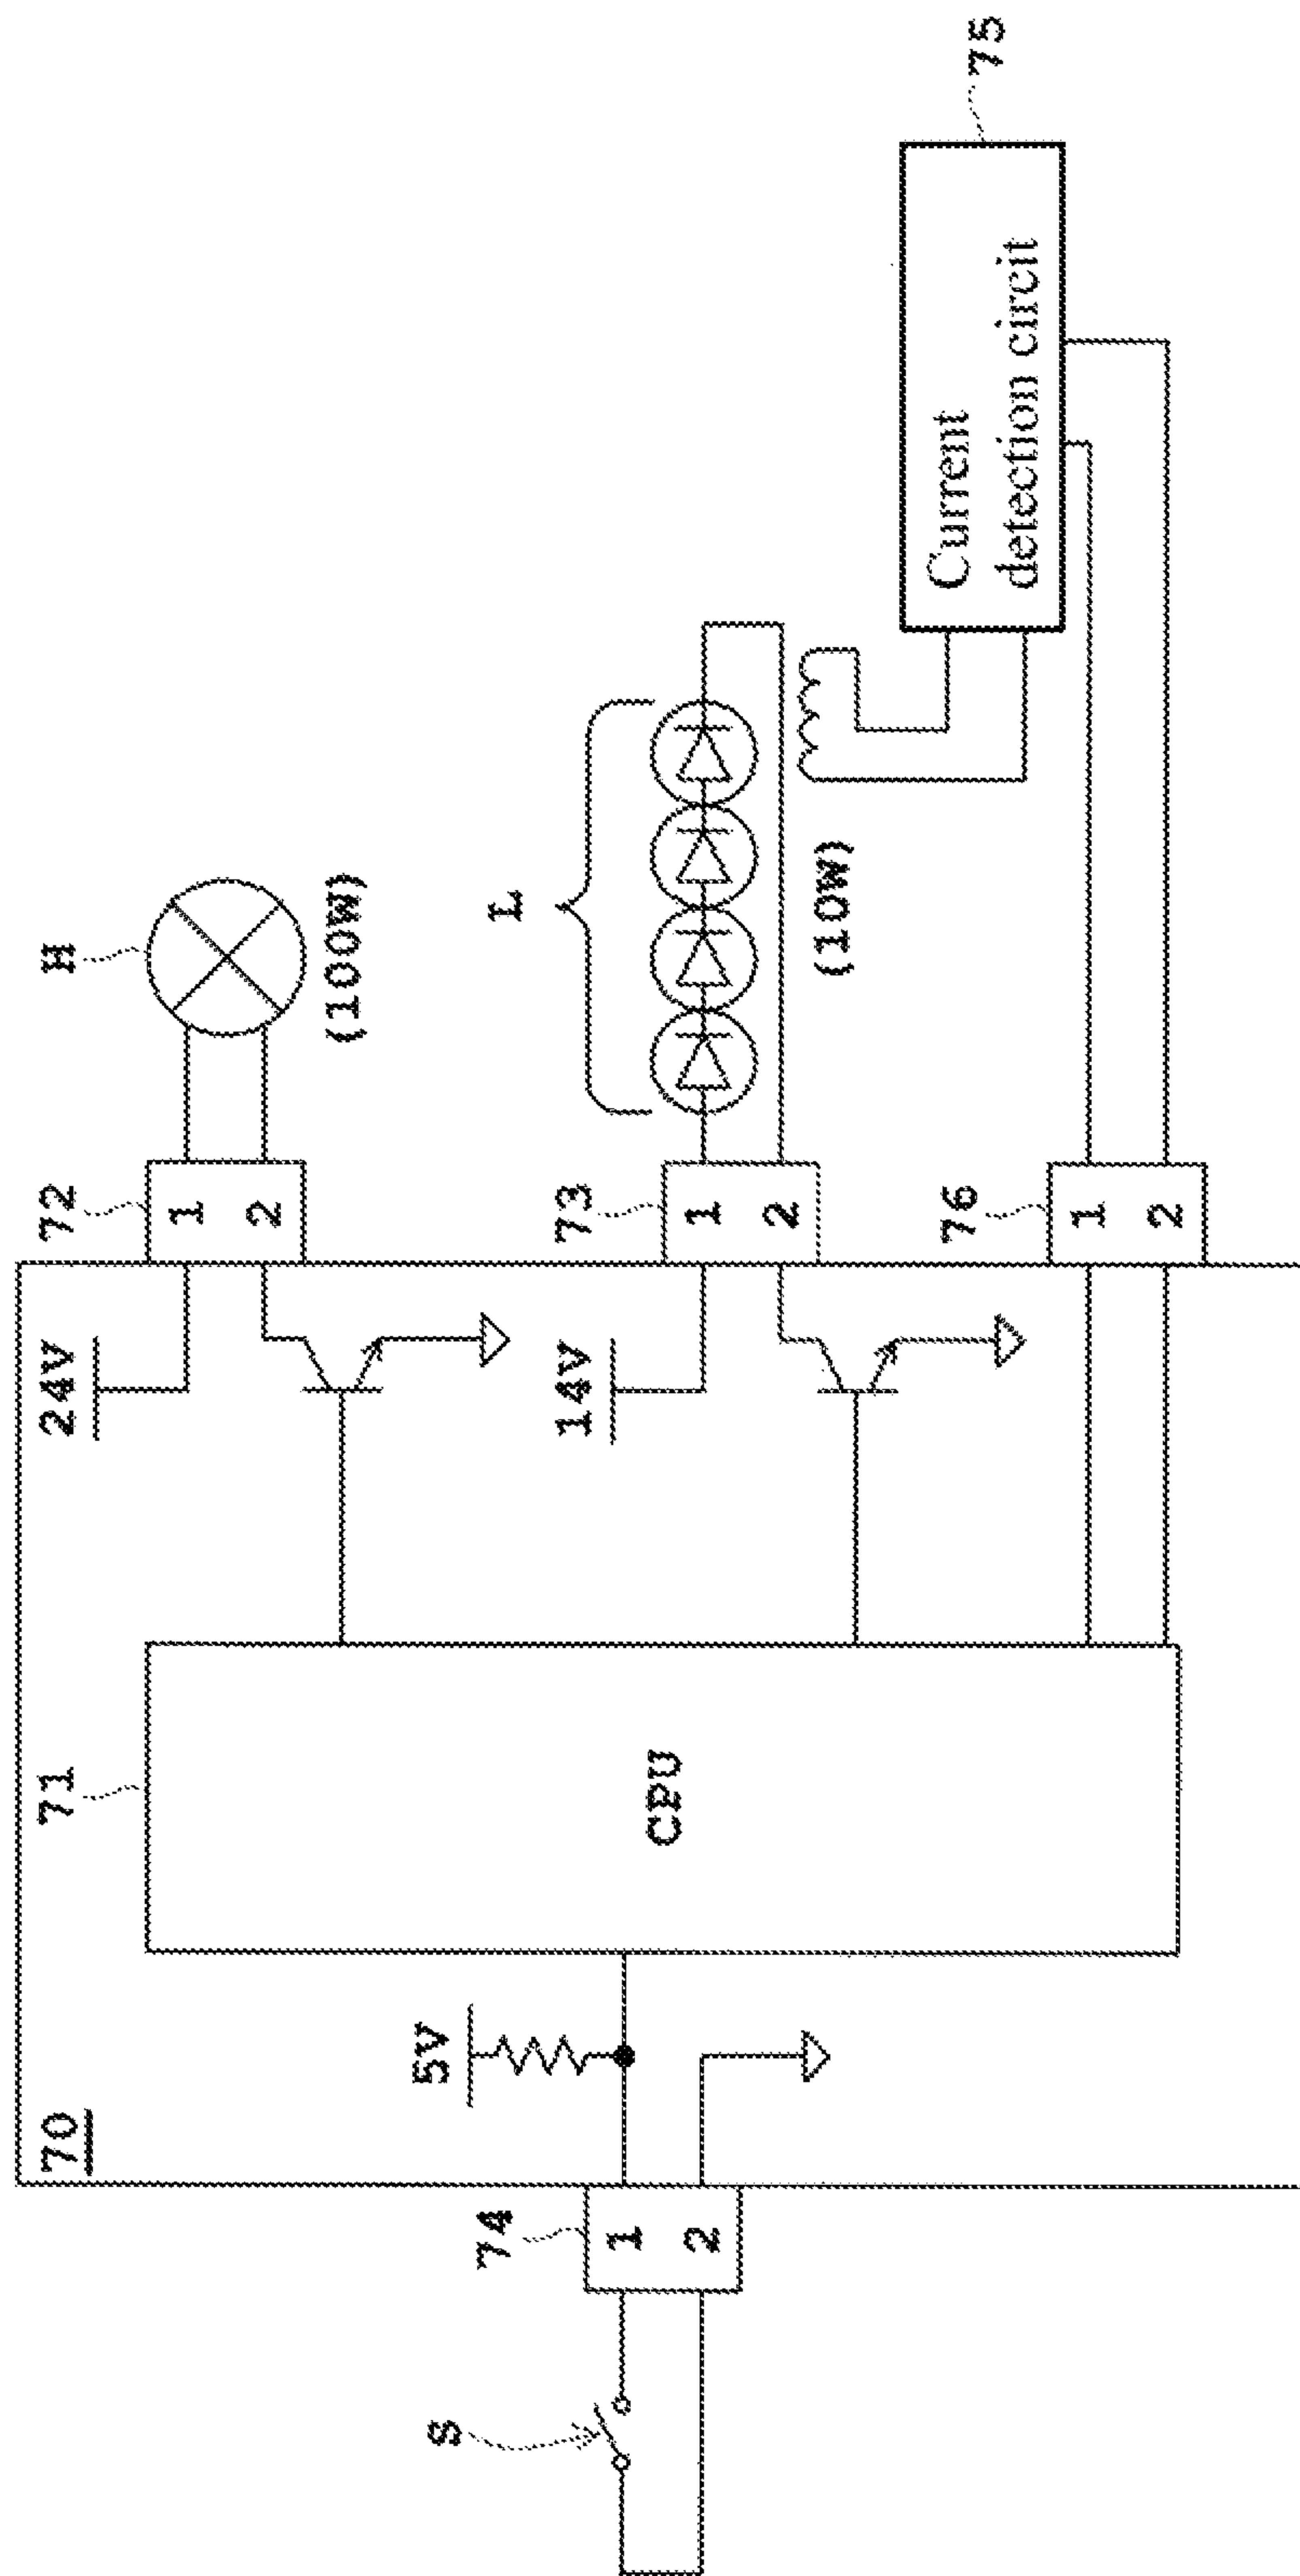 70
71
CPU
5V
74
1
2
S
24V
72
1
2
H
(100W)
14V
73
1
2
L
(10W)
76
1
2
Current
detection circit
75